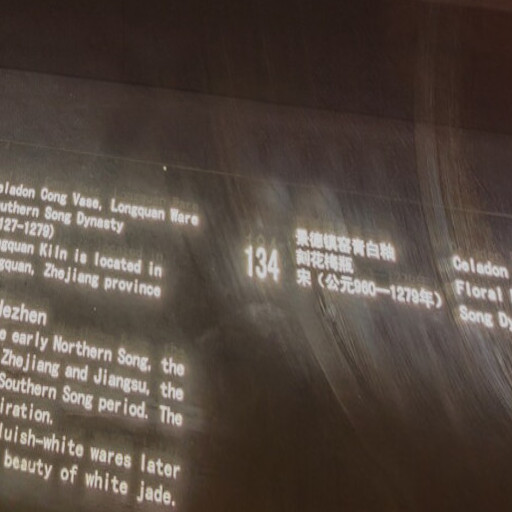 eladon Cong Vase, Longquan Ware
uthern Song Dynasty
127-1279)
gquan Kiln is located in
gquan, Zhejiang province
dezhen
e early Northern Song, the
Zhejiang and Jiangsu, the
Southern Song period. The
iration.
luish-white wares later
beauty of white jade.
134
景德镇窑青白釉
刻花梅瓶
宋（公元960—1279年）
Celadon
Floral
Song Dy